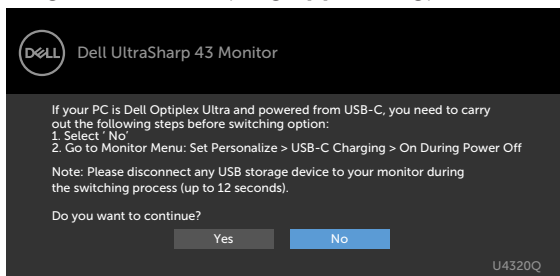 DELL
Dell UltraSharp 43 Monitor
If your PC is Dell Optiplex Ultra and powered from USB-C, you need to carry
out the following steps before switching option:
1. Select ‘ No’
2. Go to Monitor Menu: Set Personalize > USB-C Charging > On During Power Off
Note: Please disconnect any USB storage device to your monitor during
the switching process (up to 12 seconds).
Do you want to continue?
Yes No
U4320Q